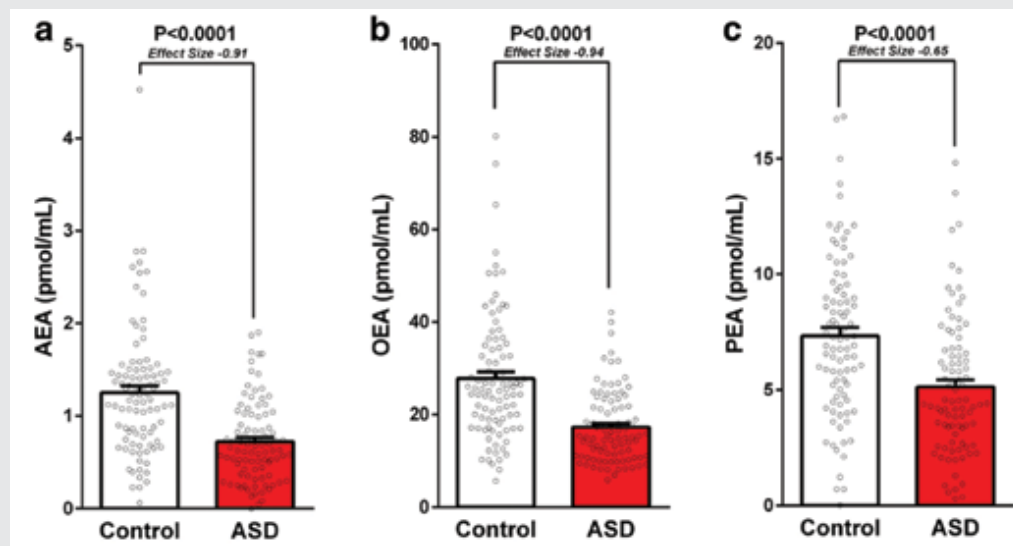 a
P<0.0001
Effect Size -0.91
5
4
3
2
1
0
AEA (pmol/mL)
Control
ASD
b
P<0.0001
Effect Size -0.94
100
80
60
40
20
0
OEA (pmol/mL)
Control
ASD
c
P<0.0001
Effect Size -0.65
20
15
10
5
0
PEA (pmol/mL)
Control
ASD